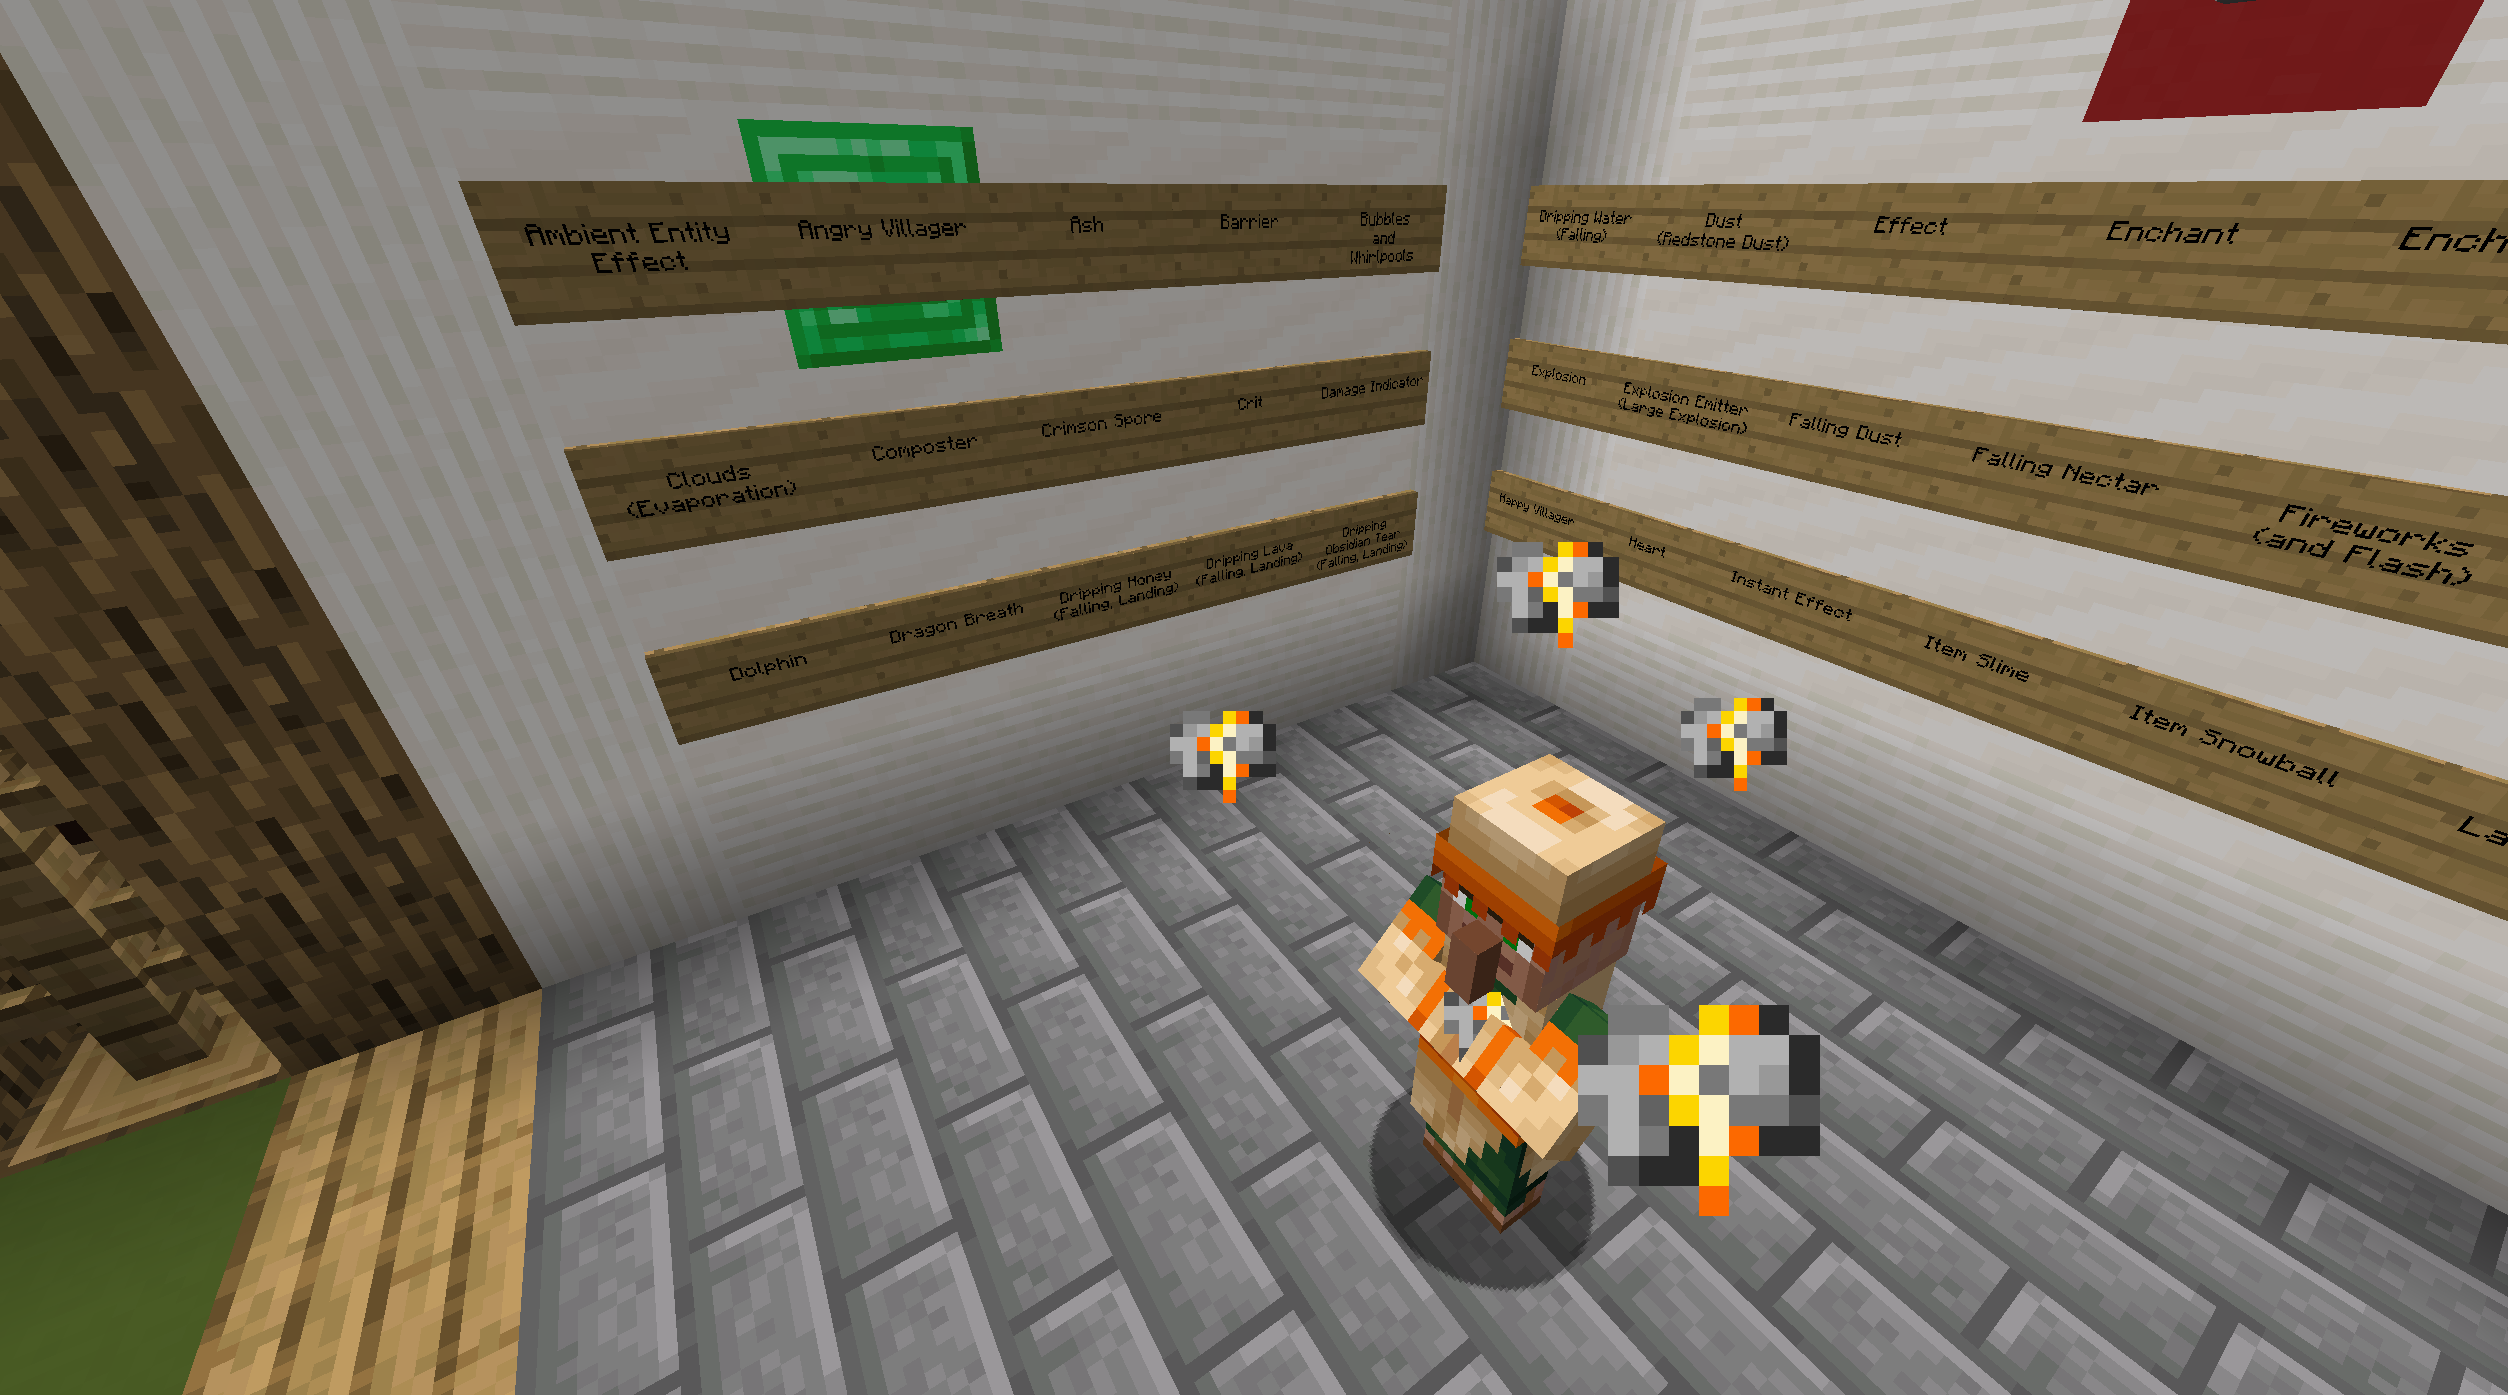 Ambient Entity
Effect
Angry Villager
Ash
Barrier
Bubbles
and
Whirlpools
Clouds
(Evaporation)
Composter
Crimson Spore
Crit
Damage Indicator
Dolphin
Dragon Breath
Dripping Honey
(Falling, Landing)
Dripping Lava
(Falling, Landing)
Dripping
Obsidian Tear
(Falling, Landing)
Dripping Water
(Falling)
Dust
(Redstone Dust)
Effect
Enchant
Ench
Explosion
Explosion Emitter
(Large Explosion)
Falling Dust
Falling Nectar
Fireworks
(and Flash)
Happy Villager
Heart
Instant Effect
Item Slime
Item Snowball
La